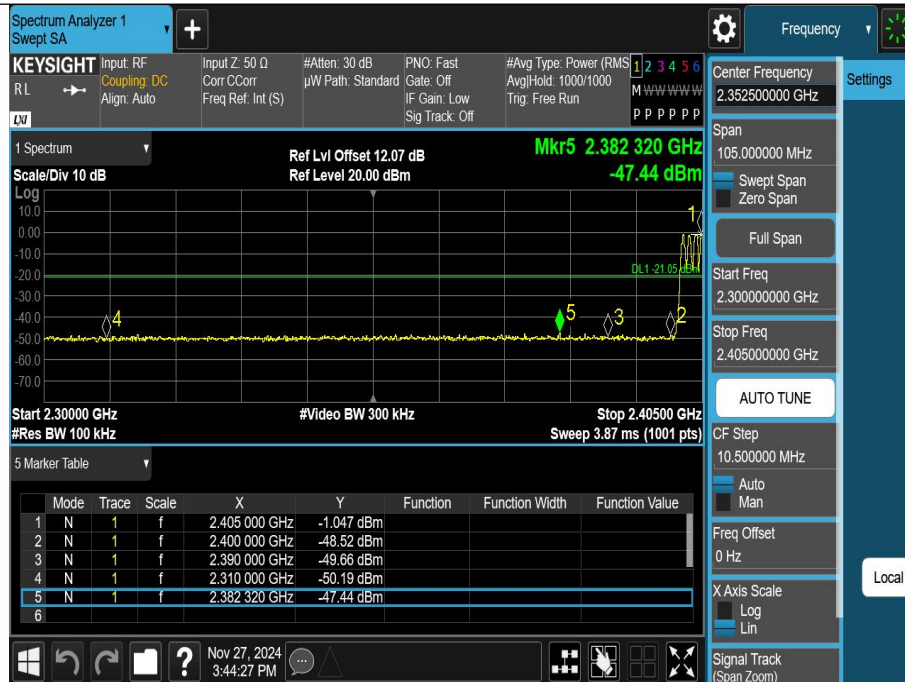 Spectrum Analyzer 1
Swept SA
+
Frequency
KEYSIGHT
RL
LXI
Input: RF
Coupling: DC
Align: Auto
Input Z: 50 Ω
Corr CCorr
Freq Ref: Int (S)
#Atten: 30 dB
µW Path: Standard
PNO: Fast
Gate: Off
IF Gain: Low
Sig Track: Off
#Avg Type: Power (RMS
Avg|Hold: 1000/1000
Trig: Free Run
1 2 3 4 5 6
M W W W W W
P P P P P P
1 Spectrum
Scale/Div 10 dB
Ref Lvl Offset 12.07 dB
Ref Level 20.00 dBm
Mkr5 2.382 320 GHz
-47.44 dBm
Log
10.0
0.00
-10.0
-20.0
-30.0
-40.0
-50.0
-60.0
-70.0
1
DL1 -21.05 dBm
4
5
3
2
Start 2.30000 GHz
#Res BW 100 kHz
#Video BW 300 kHz
Stop 2.40500 GHz
Sweep 3.87 ms (1001 pts)
5 Marker Table
Mode Trace Scale X Y Function Function Width Function Value
1 N 1 f 2.405 000 GHz -1.047 dBm
2 N 1 f 2.400 000 GHz -48.52 dBm
3 N 1 f 2.390 000 GHz -49.66 dBm
4 N 1 f 2.310 000 GHz -50.19 dBm
5 N 1 f 2.382 320 GHz -47.44 dBm
6
?
Nov 27, 2024
3:44:27 PM
Center Frequency
2.352500000 GHz
Span
105.000000 MHz
Swept Span
Zero Span
Full Span
Start Freq
2.300000000 GHz
Stop Freq
2.405000000 GHz
AUTO TUNE
CF Step
10.500000 MHz
Auto
Man
Freq Offset
0 Hz
X Axis Scale
Log
Lin
Signal Track
(Span Zoom)
Settings
Local